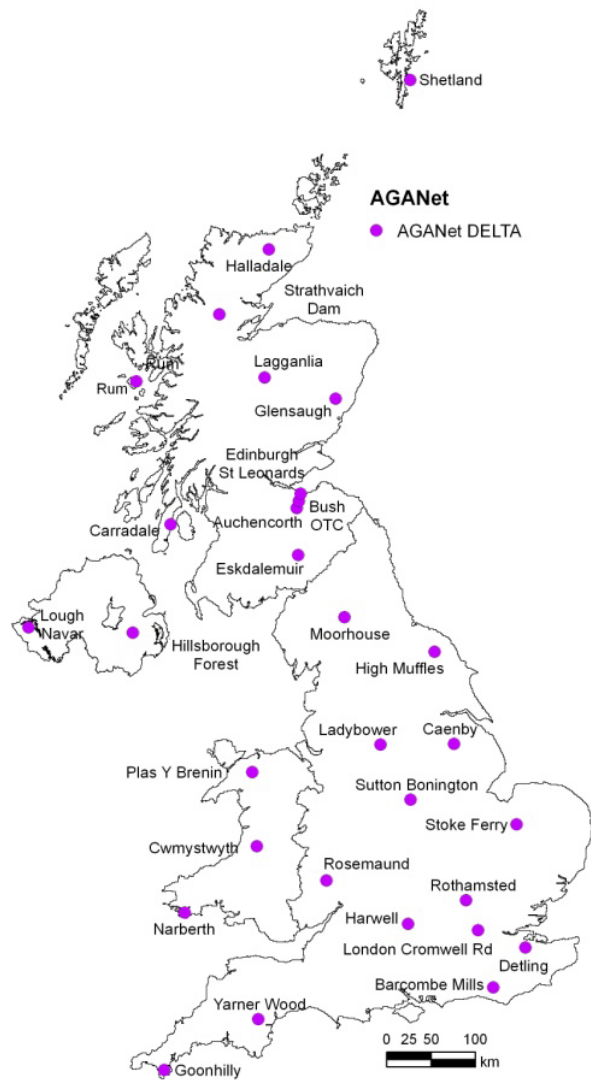 Shetland
AGANet
AGANet DELTA
Halladale
Strathvaich
Dam
Rum
Rum
Lagganlia
Glensaugh
Edinburgh
St Leonards
Auchencorth
Bush
OTC
Carradale
Eskdalemuir
Lough
Navar
Hillsborough
Forest
Moorhouse
High Muffles
Ladybower
Caenby
Plas Y Brenin
Sutton Bonington
Stoke Ferry
Cwmystwyth
Rosemaund
Rothamsted
Narberth
Harwell
London Cromwell Rd
Detling
Barcombe Mills
Yarner Wood
Goonhilly
0 25 50 100
km